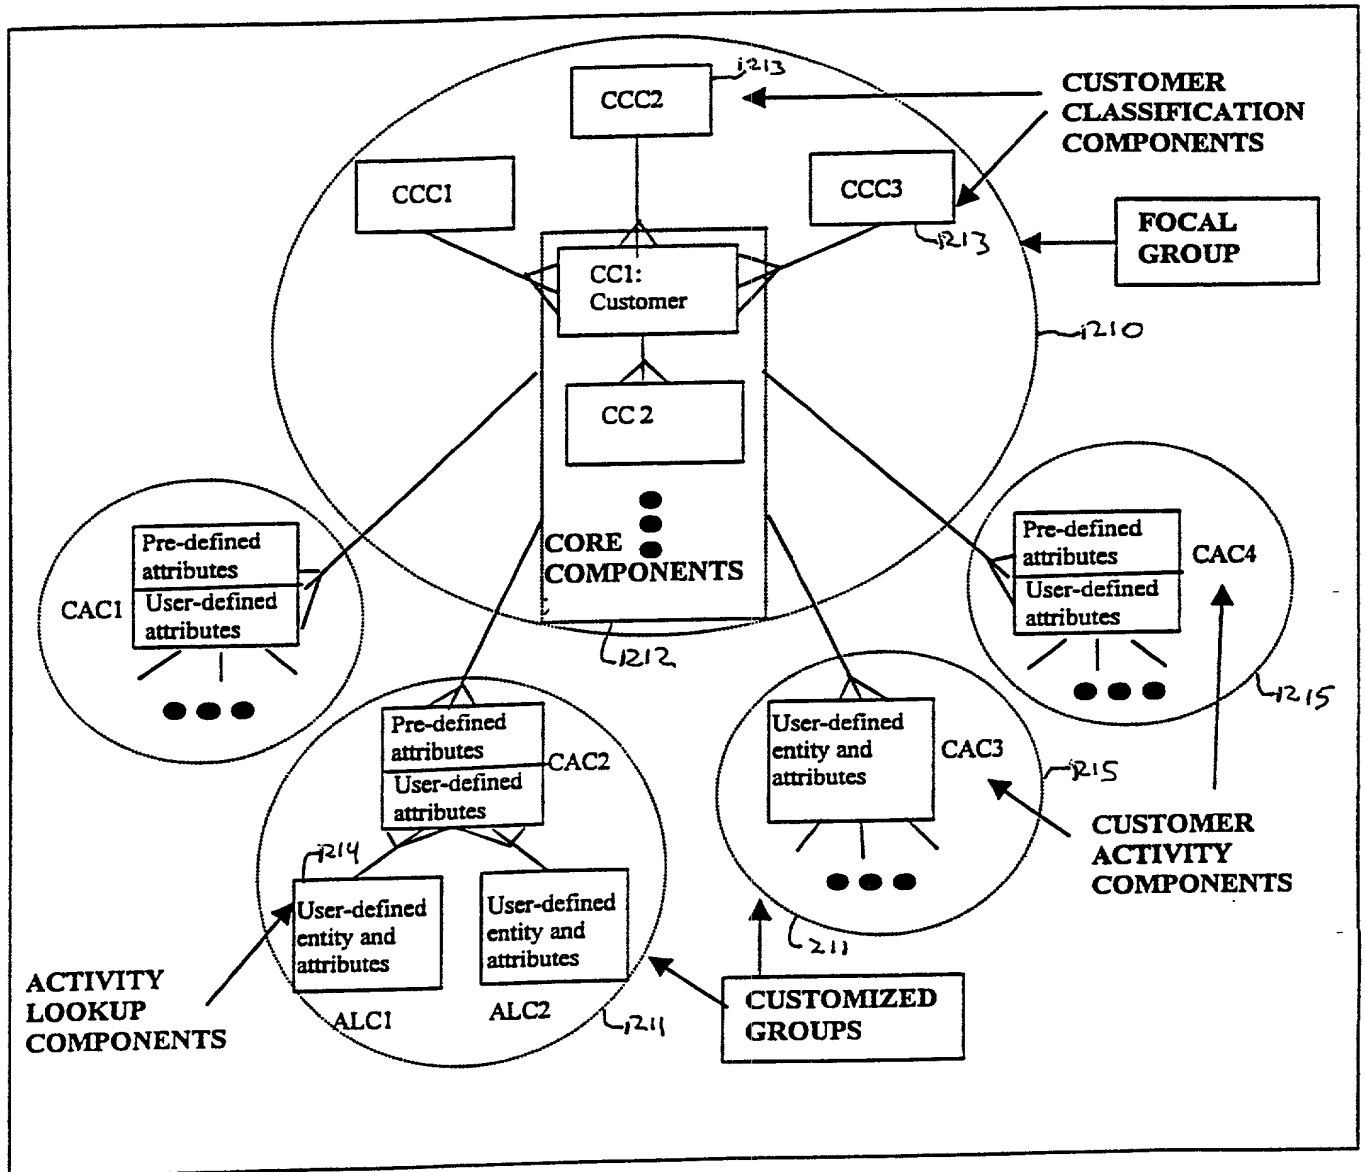 1213
CCC2
CUSTOMER
CLASSIFICATION
COMPONENTS
CCC1
CCC3
1213
FOCAL
GROUP
CC1:
Customer
1210
CC 2
CORE
COMPONENTS
1212
Pre-defined
attributes
User-defined
attributes
CAC1
Pre-defined
attributes
User-defined
attributes
CAC4
1215
Pre-defined
attributes
User-defined
attributes
CAC2
User-defined
entity and
attributes
CAC3
1215
CUSTOMER
ACTIVITY
COMPONENTS
1214
User-defined
entity and
attributes
User-defined
entity and
attributes
1211
ACTIVITY
LOOKUP
COMPONENTS
ALC1
ALC2
1211
CUSTOMIZED
GROUPS